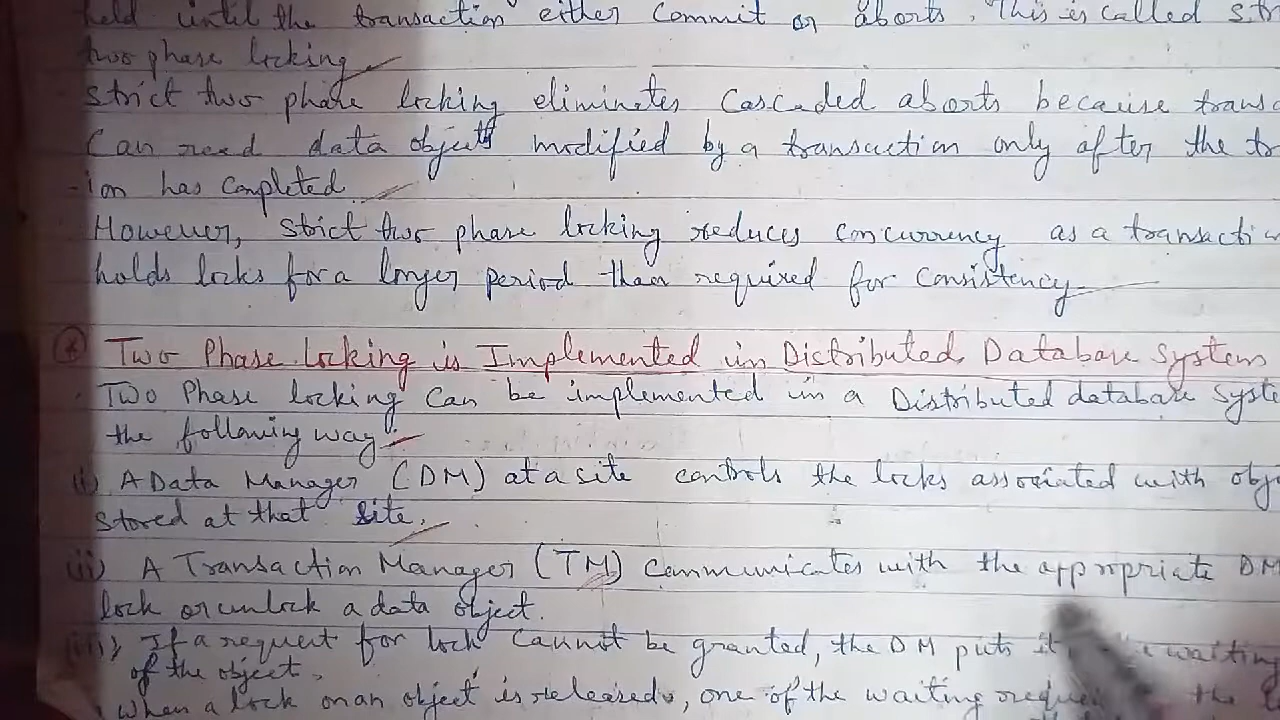 held until the transaction either Commit or aborts. This is called
two phase locking
Strict two phase locking eliminates Cascaded aborts because
Can read data objects modified by a transaction only after the
-ion has completed
However, strict two phase locking reduces concurrency as a
holds locks for a longer period than required for Consistency
Two Phase Locking is Implemented in Distributed Database System
Two Phase locking Can be implemented in a Distributed database
the following way:
(i) A Data Manager (DM) at a site controls the locks associated with
stored at that site.
(ii) A Transaction Manager (TM) Communicates with the appropriate DM
lock or unlock a data object.
(iii) If a request for lock Cannot be granted, the DM puts it waiting
of the object.
When a lock on an object is released, one of the waiting the